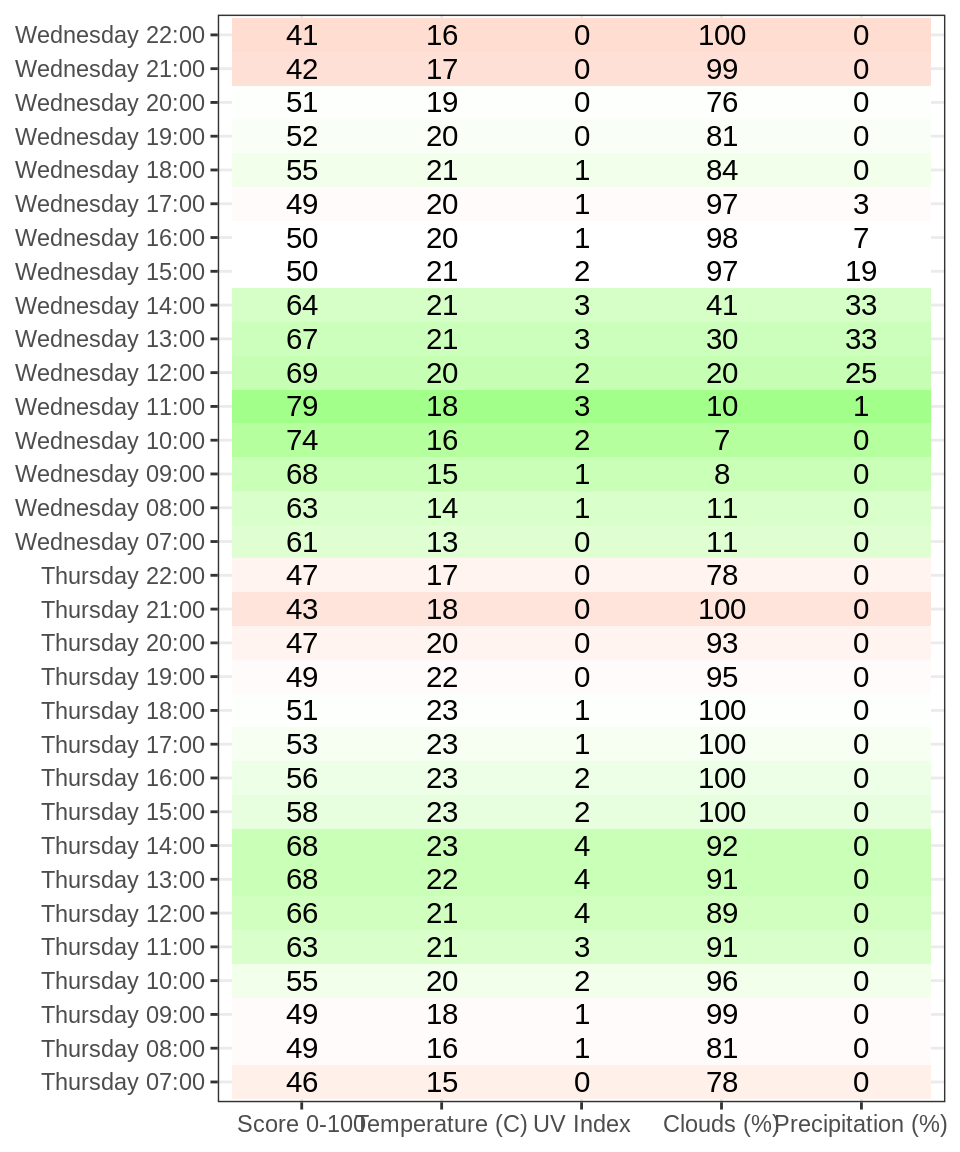 Wednesday 22:00 41 16 0 100 0
Wednesday 21:00 42 17 0 99 0
Wednesday 20:00 51 19 0 76 0
Wednesday 19:00 52 20 0 81 0
Wednesday 18:00 55 21 1 84 0
Wednesday 17:00 49 20 1 97 3
Wednesday 16:00 50 20 1 98 7
Wednesday 15:00 50 21 2 97 19
Wednesday 14:00 64 21 3 41 33
Wednesday 13:00 67 21 3 30 33
Wednesday 12:00 69 20 2 20 25
Wednesday 11:00 79 18 3 10 1
Wednesday 10:00 74 16 2 7 0
Wednesday 09:00 68 15 1 8 0
Wednesday 08:00 63 14 1 11 0
Wednesday 07:00 61 13 0 11 0
Thursday 22:00 47 17 0 78 0
Thursday 21:00 43 18 0 100 0
Thursday 20:00 47 20 0 93 0
Thursday 19:00 49 22 0 95 0
Thursday 18:00 51 23 1 100 0
Thursday 17:00 53 23 1 100 0
Thursday 16:00 56 23 2 100 0
Thursday 15:00 58 23 2 100 0
Thursday 14:00 68 23 4 92 0
Thursday 13:00 68 22 4 91 0
Thursday 12:00 66 21 4 89 0
Thursday 11:00 63 21 3 91 0
Thursday 10:00 55 20 2 96 0
Thursday 09:00 49 18 1 99 0
Thursday 08:00 49 16 1 81 0
Thursday 07:00 46 15 0 78 0
Score 0-100 Temperature (C) UV Index Clouds (%) Precipitation (%)